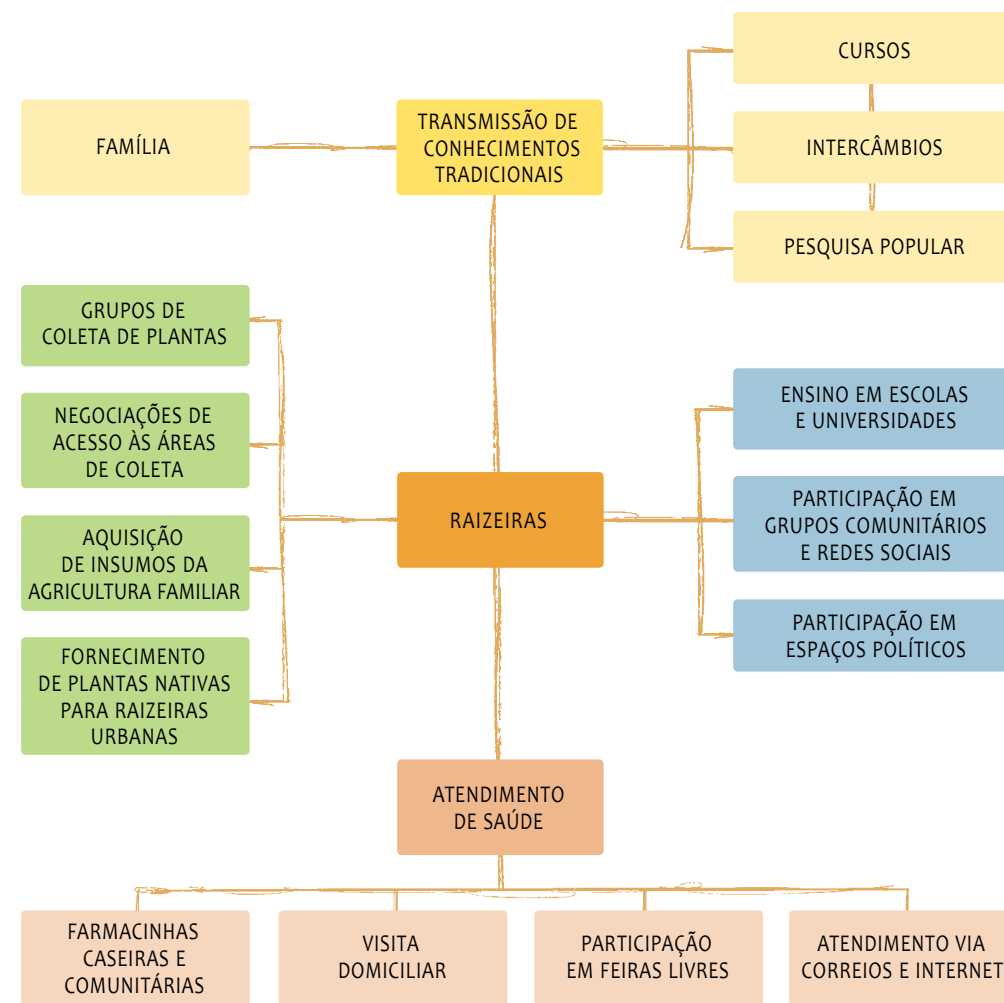 FAMÍLIA
TRANSMISSÃO DE
CONHECIMENTOS
TRADICIONAIS
CURSOS
INTERCÂMBIOS
PESQUISA POPULAR
GRUPOS DE
COLETA DE PLANTAS
NEGOCIAÇÕES DE
ACESSO ÀS ÁREAS
DE COLETA
AQUISIÇÃO
DE INSUMOS DA
AGRICULTURA FAMILIAR
FORNECIMENTO
DE PLANTAS NATIVAS
PARA RAIZEIRAS
URBANAS
RAIZEIRAS
ENSINO EM ESCOLAS
E UNIVERSIDADES
PARTICIPAÇÃO EM
GRUPOS COMUNITÁRIOS
E REDES SOCIAIS
PARTICIPAÇÃO EM
ESPAÇOS POLÍTICOS
ATENDIMENTO
DE SAÚDE
FARMACINHAS
CASEIRAS E
COMUNITÁRIAS
VISITA
DOMICILIAR
PARTICIPAÇÃO
EM FEIRAS LIVRES
ATENDIMENTO VIA
CORREIOS E INTERNET